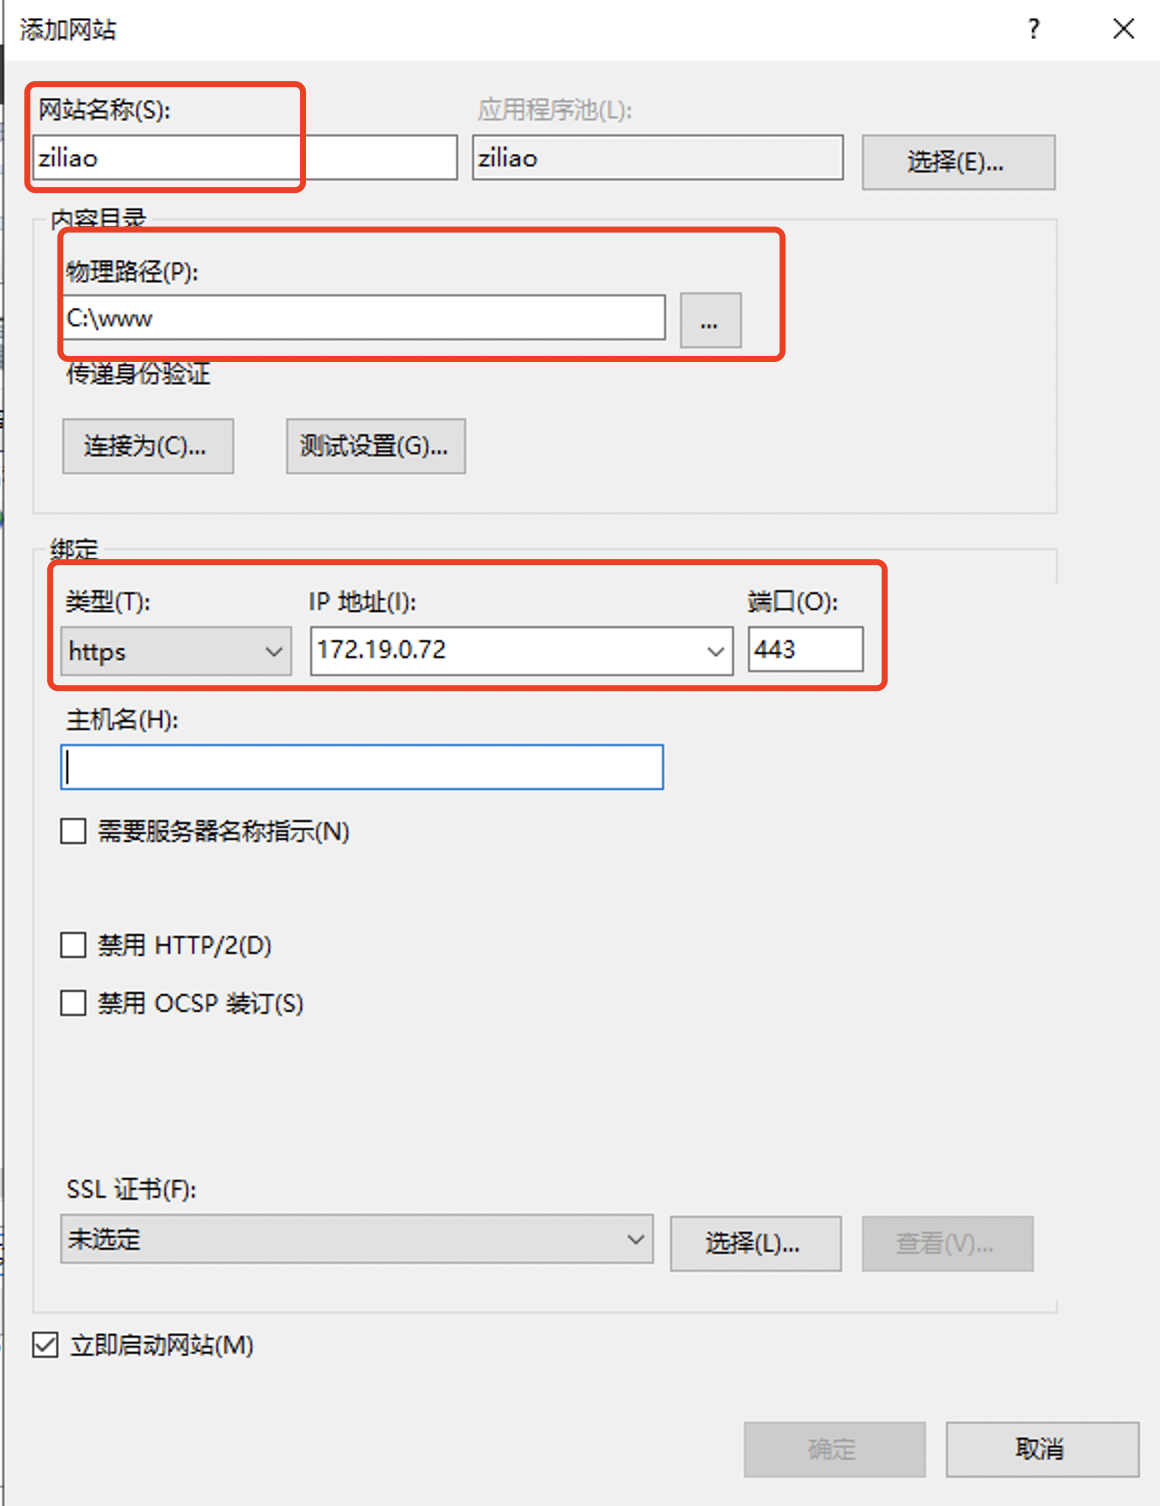 添加网站
?
网站名称(S):
应用程序池(L):
ziliao
ziliao
选择(E)...
内容目录
物理路径(P):
C:\www
...
传递身份验证
连接为(C)...
测试设置(G)...
绑定
类型(T):
IP 地址(I):
端口(O):
https
172.19.0.72
443
主机名(H):
需要服务器名称指示(N)
禁用 HTTP/2(D)
禁用 OCSP 装订(S)
SSL 证书(F):
未选定
选择(L)...
查看(V)...
立即启动网站(M)
确定
取消